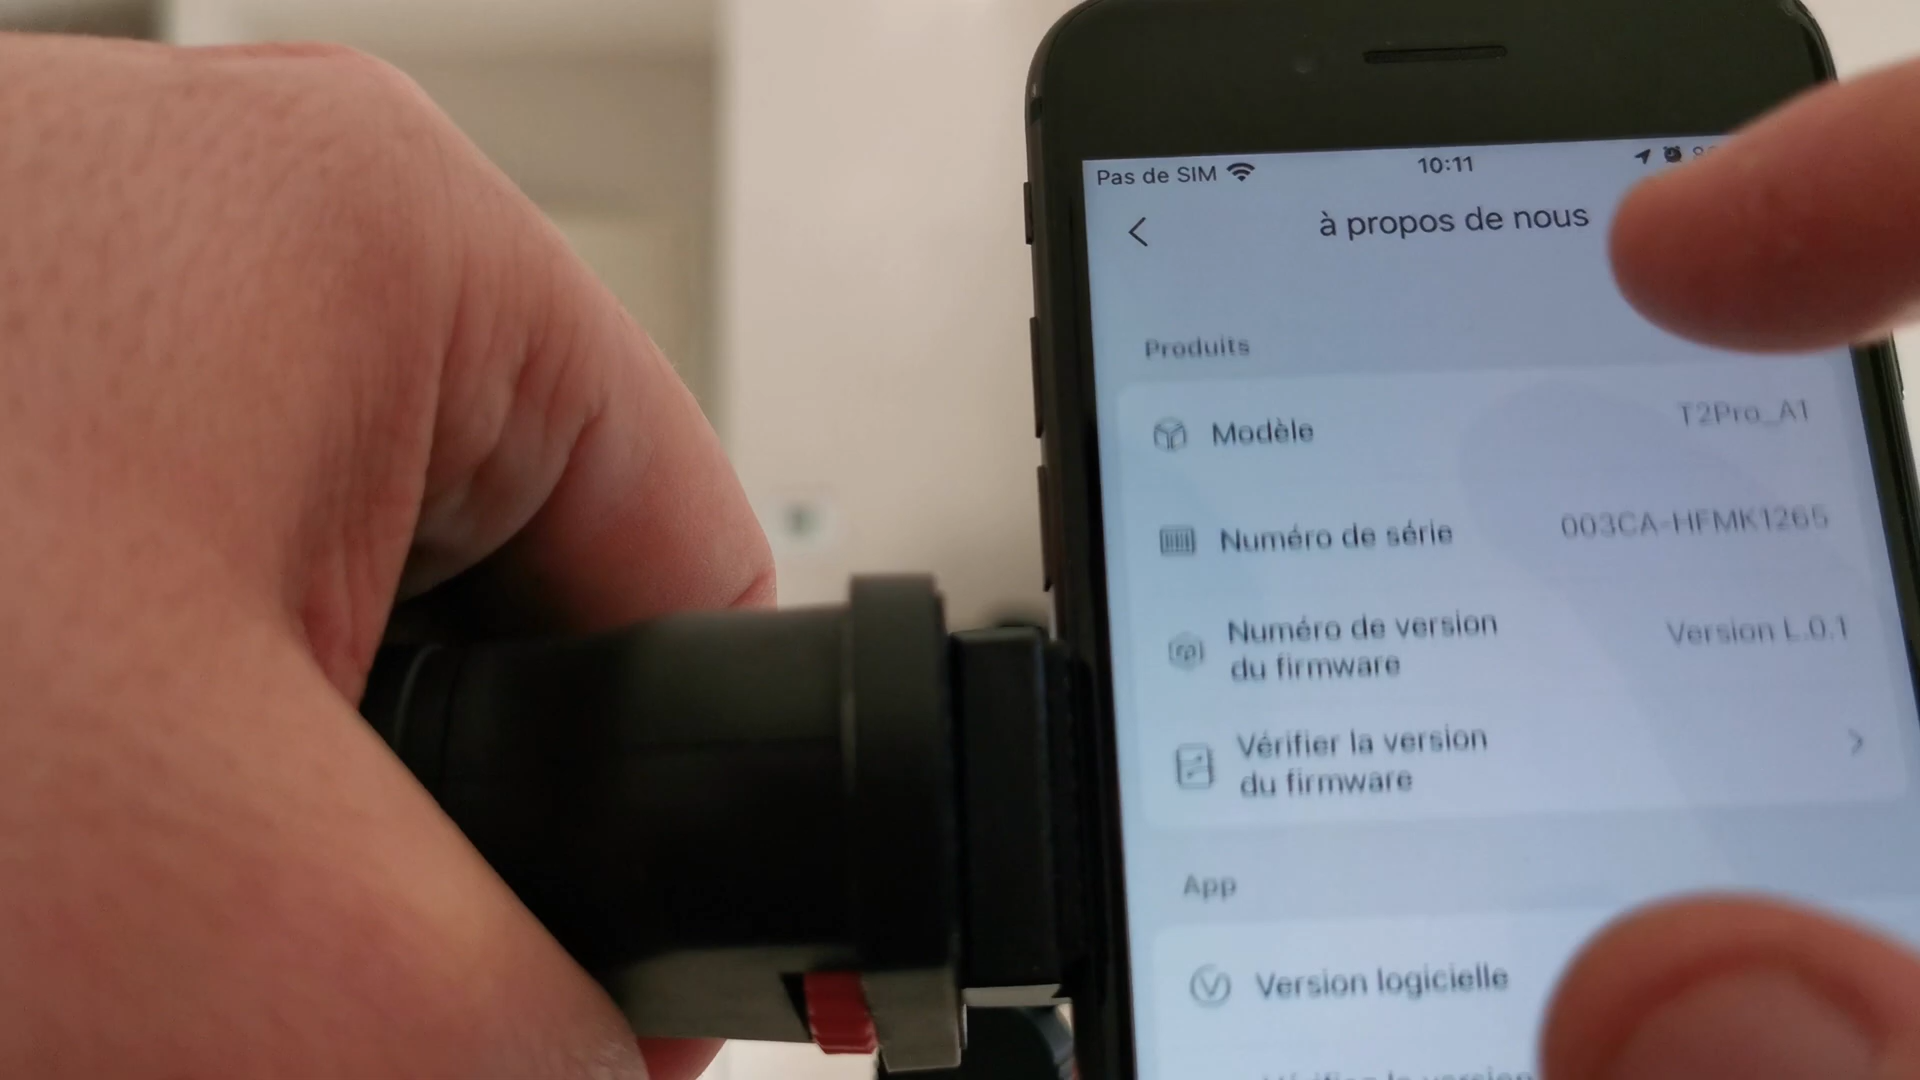 Pas de SIM
10:11
à propos de nous
Produits
Modèle
T2Pro_A1
Numéro de série
003CA-HFMK1265
Numéro de version
du firmware
Version L.0.1
Vérifier la version
du firmware
App
Version logicielle